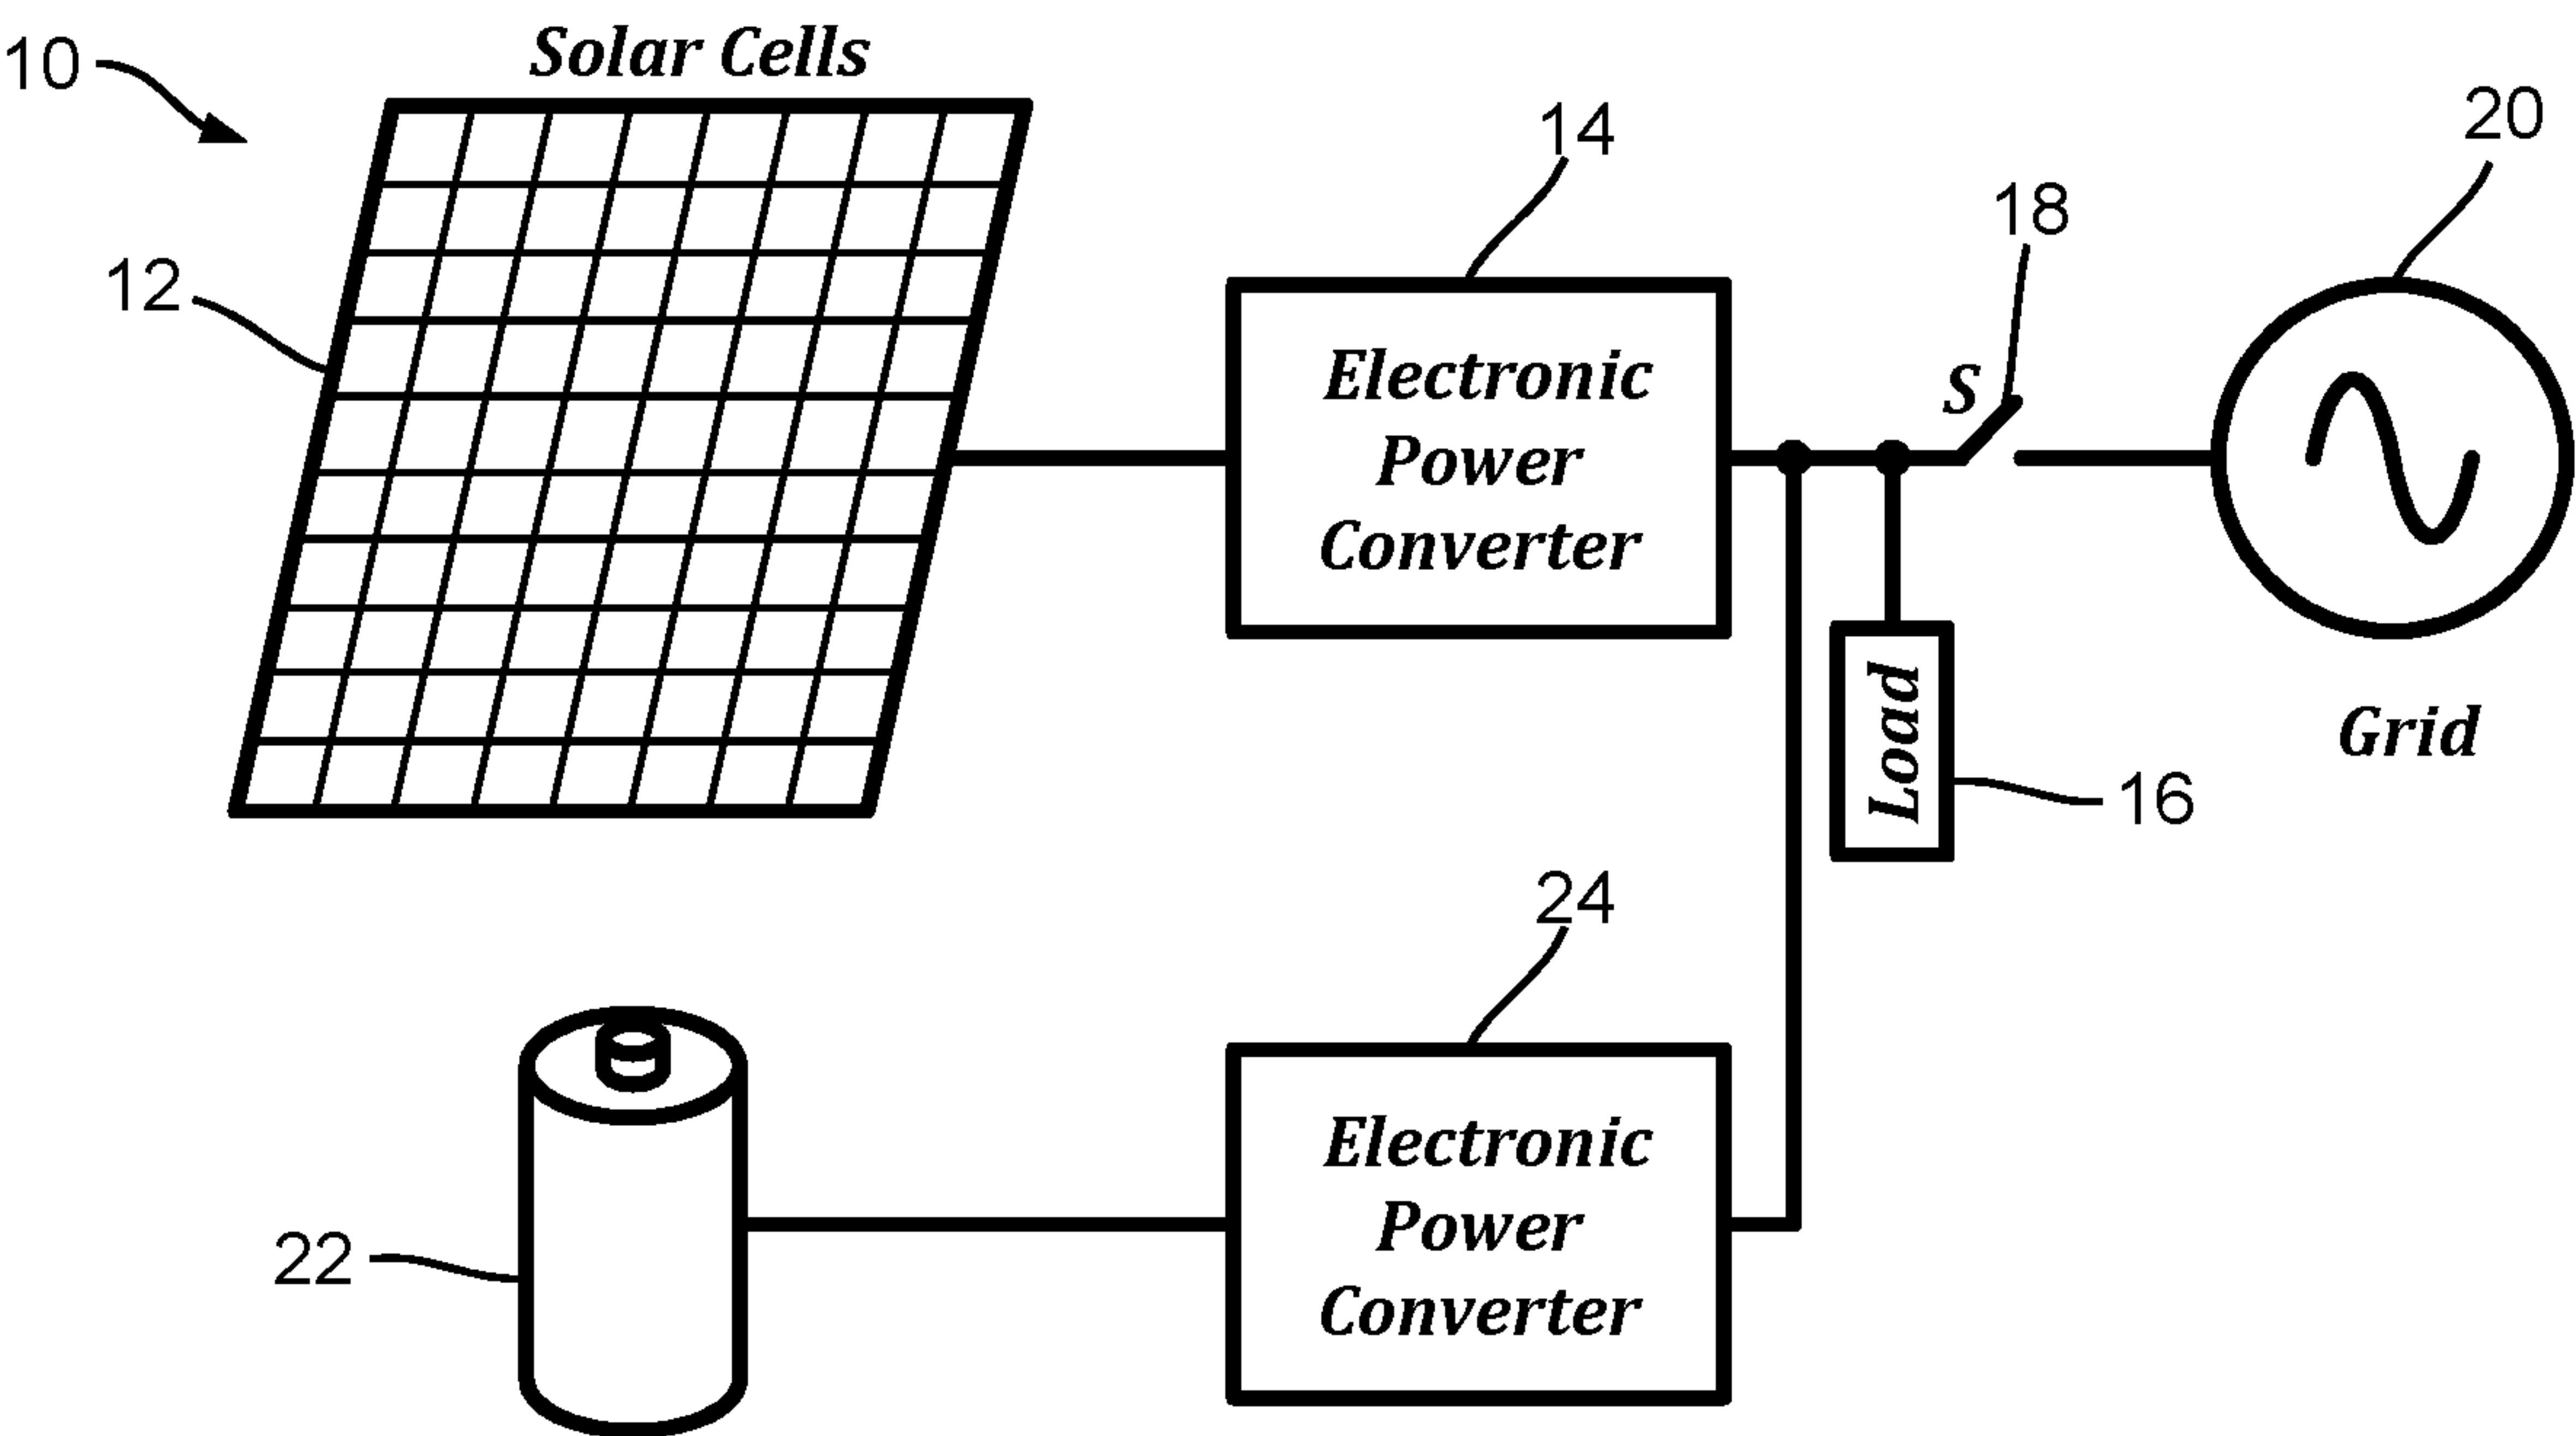 10
Solar Cells
12
14
18
20
Electronic
Power
Converter
S
Load
16
Grid
24
22
Electronic
Power
Converter